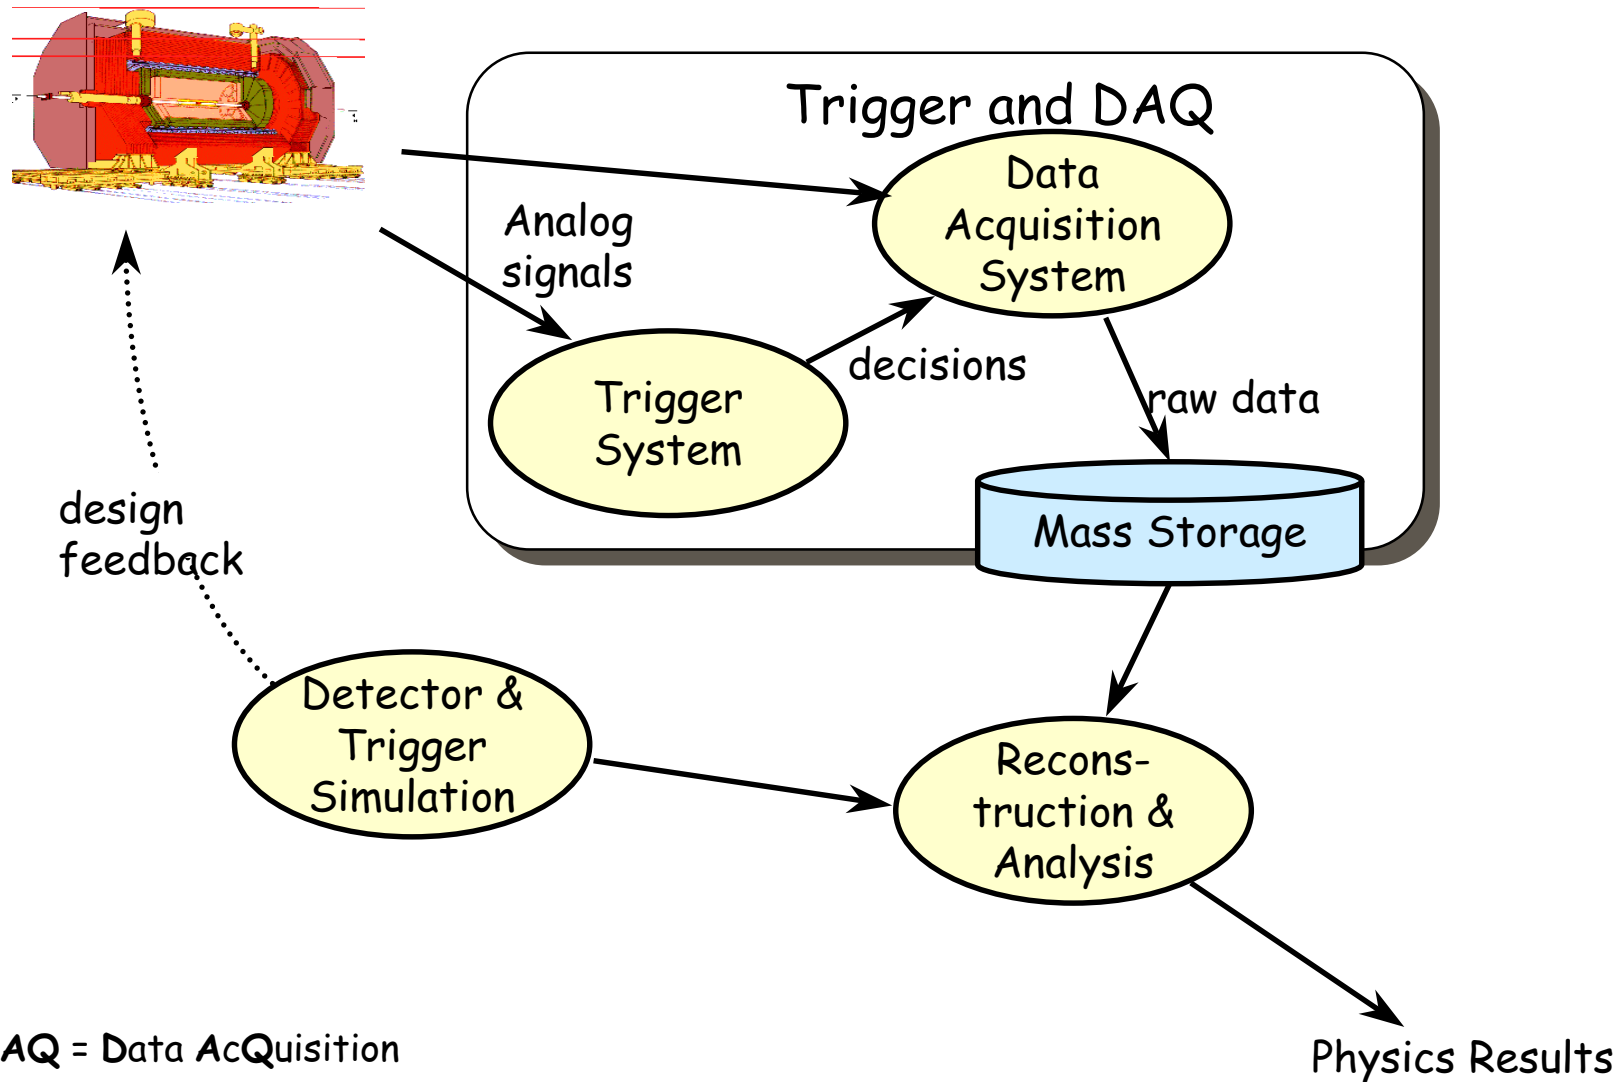 Trigger and DAQ
Data
Acquisition
System
Analog
signals
decisions
Trigger
System
raw data
Mass Storage
design
feedback
Detector &
Trigger
Simulation
Recons-
truction &
Analysis
AQ = Data AcQuisition
Physics Results